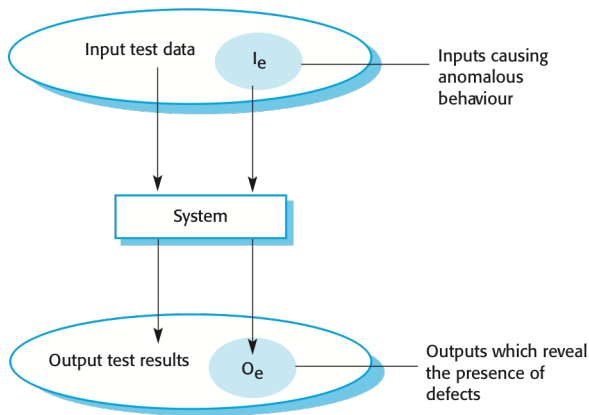 Input test data
Ie
Inputs causing
anomalous
behaviour
System
Output test results
Oe
Outputs which reveal
the presence of
defects